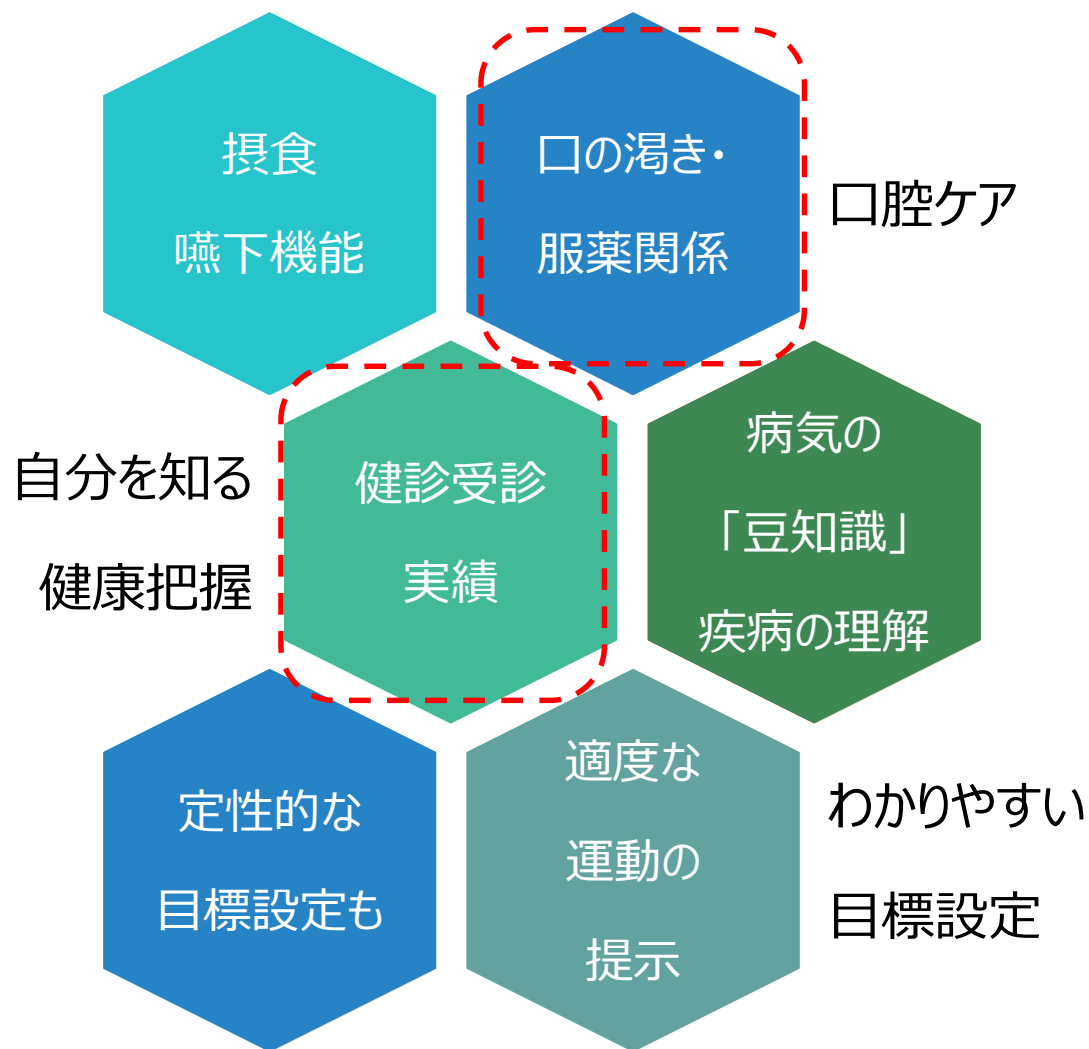 摂食
嚥下機能
口の渇き・
服薬関係
口腔ケア
自分を知る
健康把握
健診受診
実績
病気の
「豆知識」
疾病の理解
定性的な
目標設定も
適度な
運動の
提示
わかりやすい
目標設定